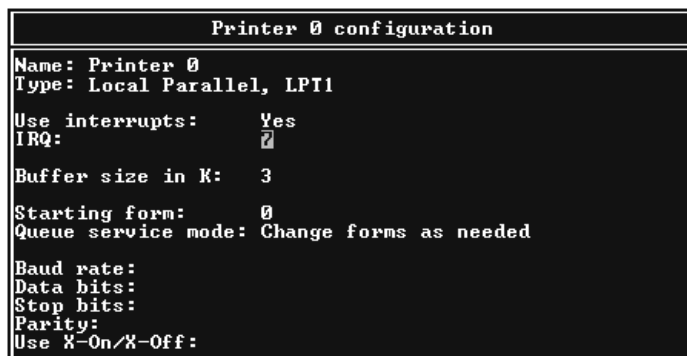 Printer 0 configuration
Name: Printer 0
Type: Local Parallel, LPT1
Use interrupts: Yes
IRQ: 7
Buffer size in K: 3
Starting form: 0
Queue service mode: Change forms as needed
Baud rate:
Data bits:
Stop bits:
Parity:
Use X-On/X-Off: